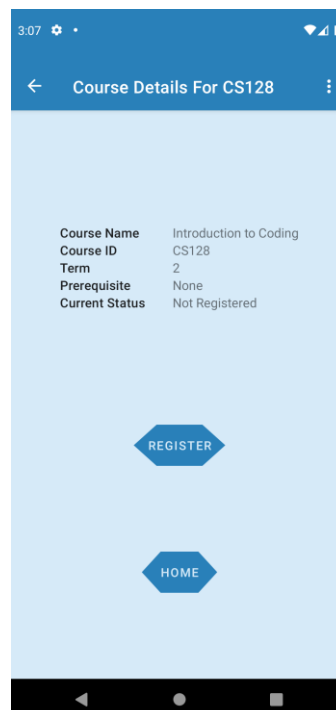 3:07
Course Details For CS128
Course Name Introduction to Coding
Course ID CS128
Term 2
Prerequisite None
Current Status Not Registered
REGISTER
HOME